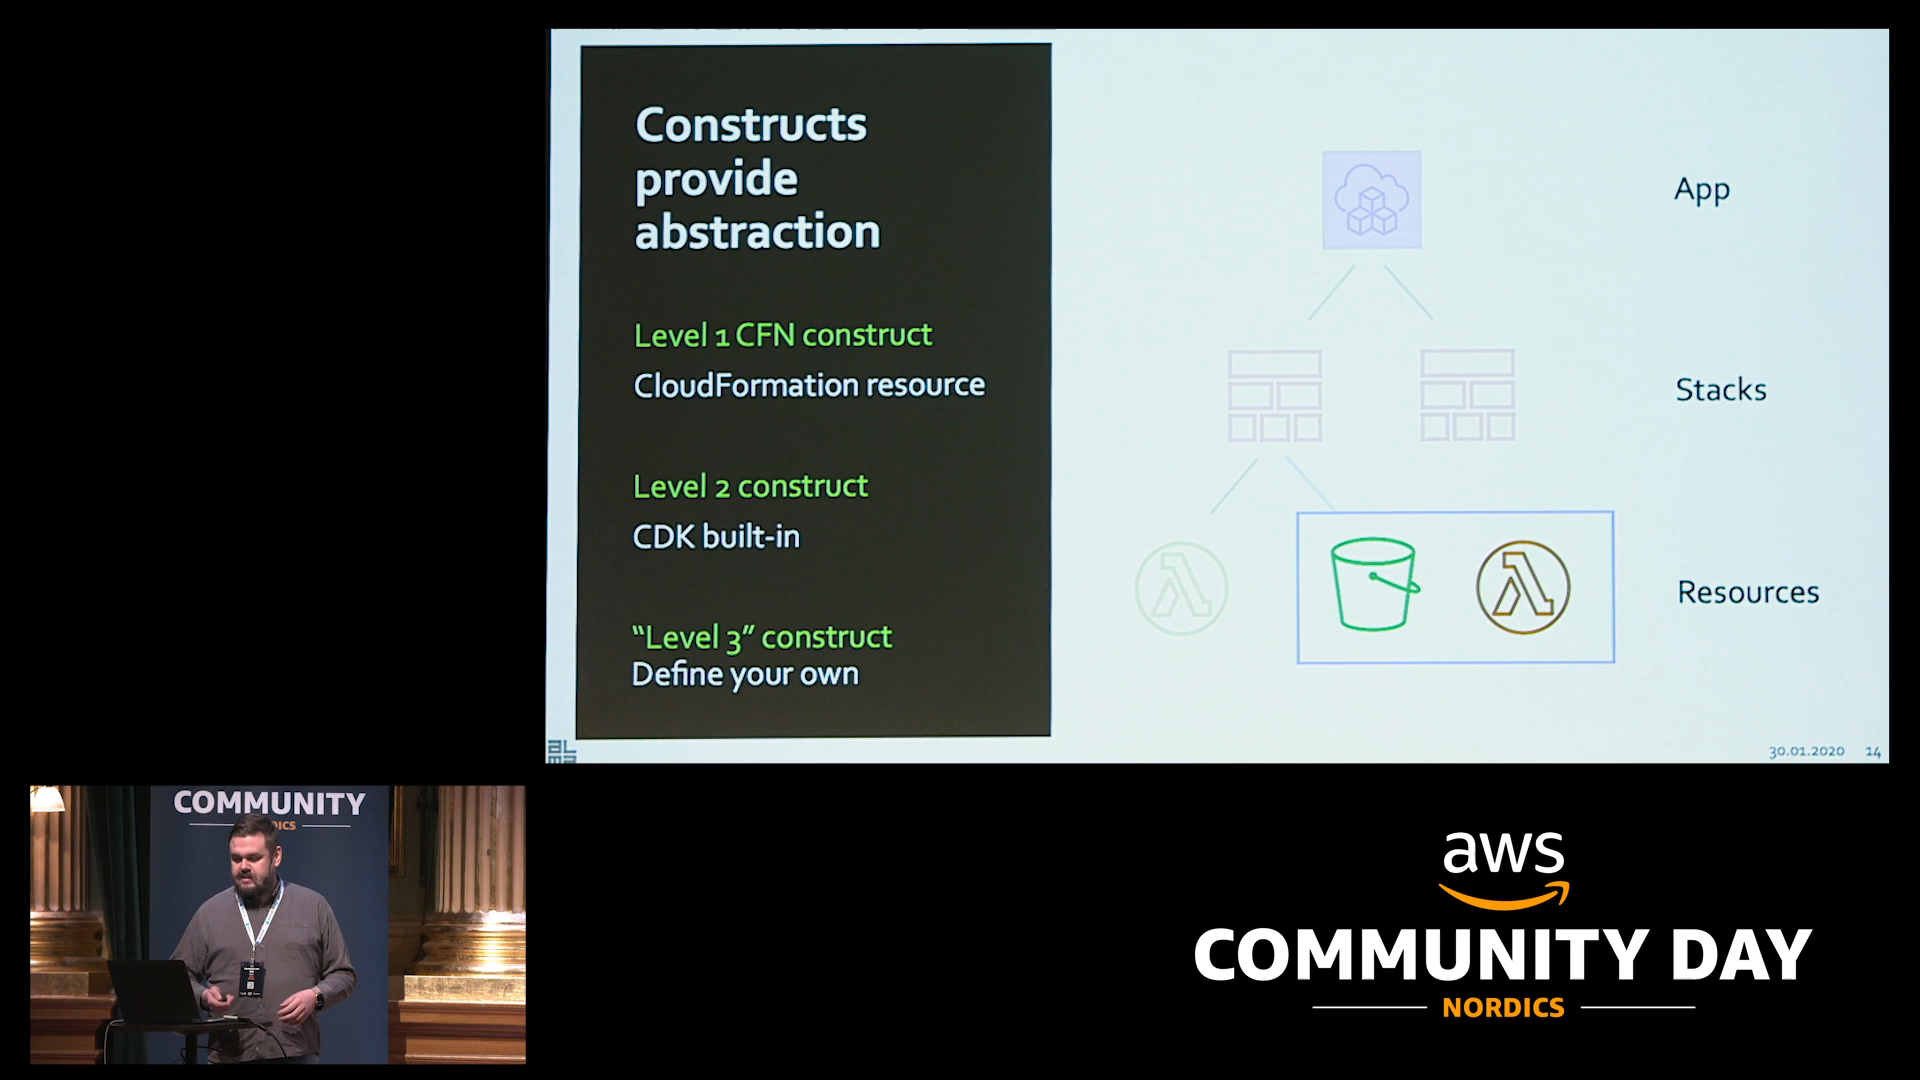 Constructs
provide
abstraction
Level 1 CFN construct
CloudFormation resource
Level 2 construct
CDK built-in
“Level 3” construct
Define your own
App
Stacks
Resources
30.01.2020 14
COMMUNITY
aws
COMMUNITY DAY
NORDICS